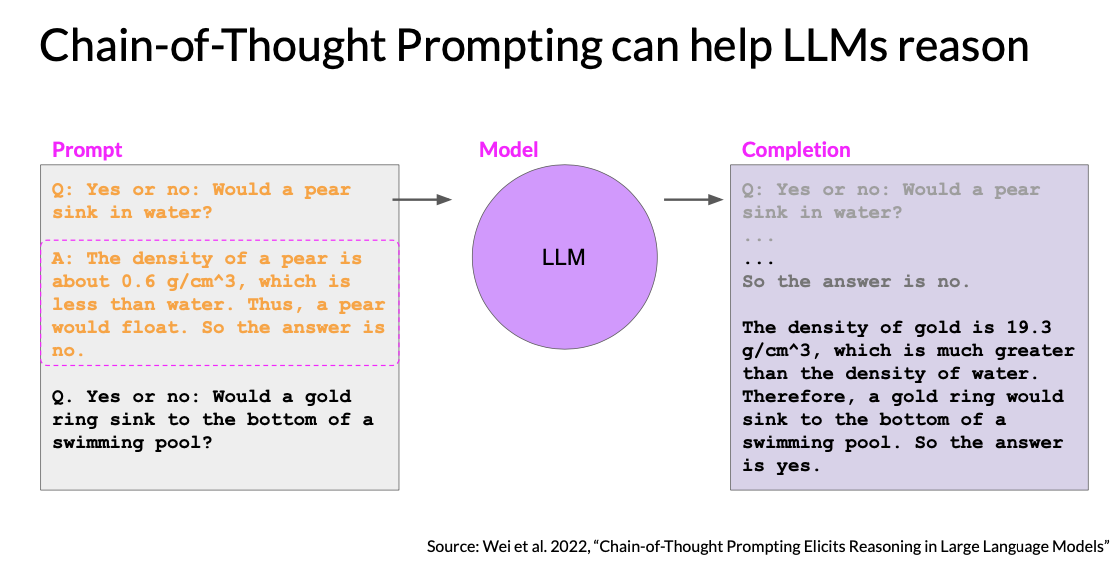 Chain-of-Thought Prompting can help LLMs reason
Prompt
Q: Yes or no: Would a pear
sink in water?
A: The density of a pear is
about 0.6 g/cm^3, which is
less than water. Thus, a pear
would float. So the answer is
no.
Q. Yes or no: Would a gold
ring sink to the bottom of a
swimming pool?
Model
LLM
Completion
Q: Yes or no: Would a pear
sink in water?
...
...
So the answer is no.
The density of gold is 19.3
g/cm^3, which is much greater
than the density of water.
Therefore, a gold ring would
sink to the bottom of a
swimming pool. So the answer
is yes.
Source: Wei et al. 2022, “Chain-of-Thought Prompting Elicits Reasoning in Large Language Models”